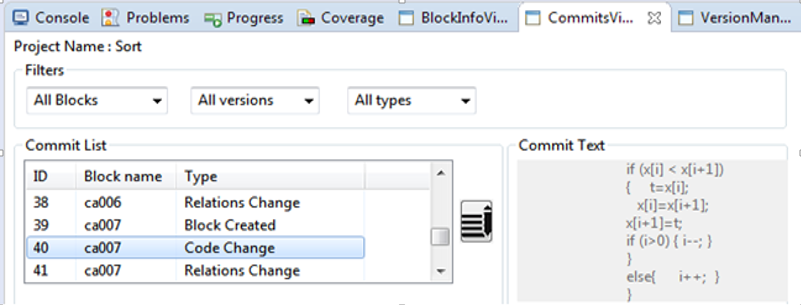 Console Problems Progress Coverage BlockInfoVi... CommitsVi... VersionMan...
Project Name : Sort
Filters
All Blocks All versions All types
Commit List
ID Block name Type
38 ca006 Relations Change
39 ca007 Block Created
40 ca007 Code Change
41 ca007 Relations Change
Commit Text
if (x[i] < x[i+1])
{ t=x[i];
x[i]=x[i+1];
x[i+1]=t;
if (i>0) { i--; }
}
else{ i++; }
}